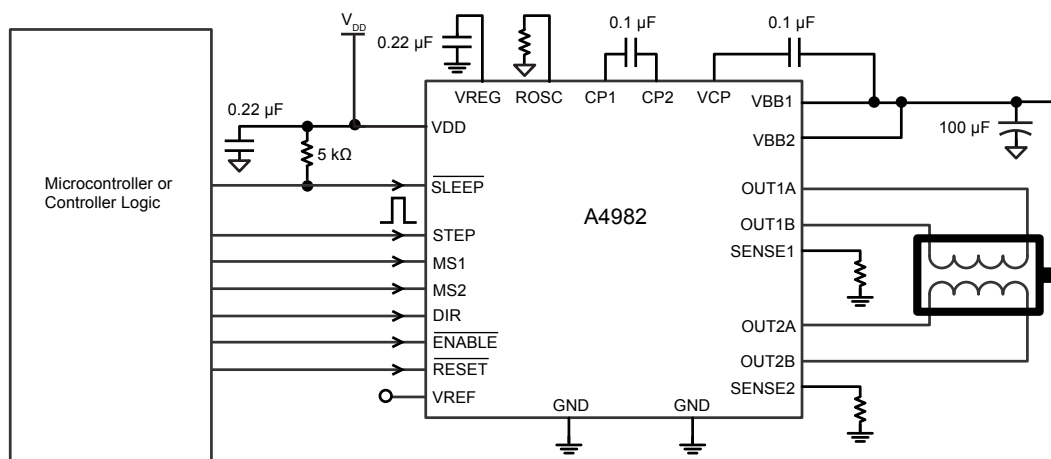 V_DD
0.22 µF
0.1 µF
0.1 µF
0.22 µF
VREG
ROSC
CP1
CP2
VCP
VBB1
VDD
VBB2
100 µF
5 kΩ
Microcontroller or
Controller Logic
SLEEP
OUT1A
A4982
OUT1B
STEP
SENSE1
MS1
MS2
DIR
OUT2A
ENABLE
OUT2B
RESET
SENSE2
VREF
GND
GND